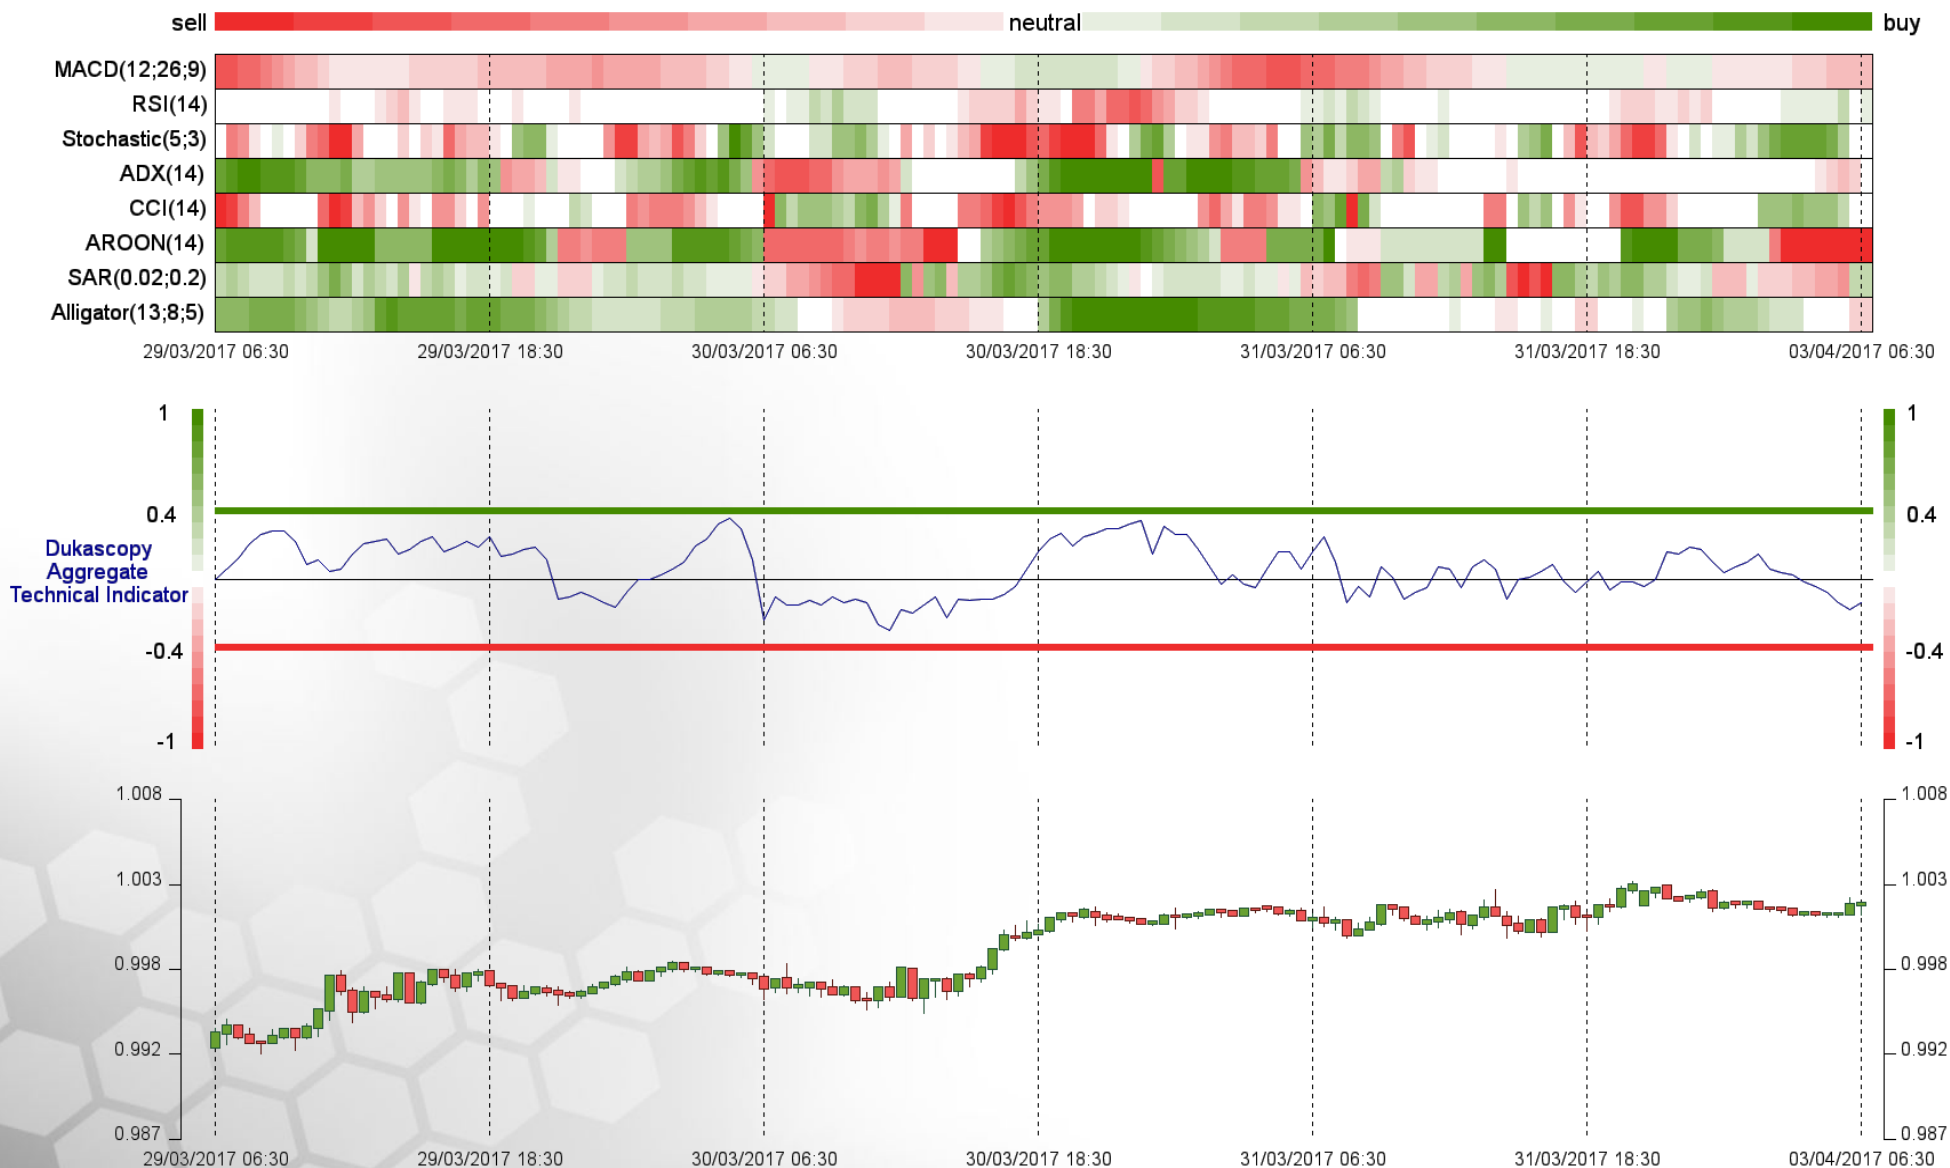 sell neutral buy
MACD(12;26;9)
RSI(14)
Stochastic(5;3)
ADX(14)
CCI(14)
AROON(14)
SAR(0.02;0.2)
Alligator(13;8;5)
29/03/2017 06:30 29/03/2017 18:30 30/03/2017 06:30 30/03/2017 18:30 31/03/2017 06:30 31/03/2017 18:30 03/04/2017 06:30
1 1
0.4 0.4
Dukascopy
Aggregate
Technical Indicator
-0.4 -0.4
-1 -1
1.008 1.008
1.003 1.003
0.998 0.998
0.992 0.992
0.987 0.987
29/03/2017 06:30 29/03/2017 18:30 30/03/2017 06:30 30/03/2017 18:30 31/03/2017 06:30 31/03/2017 18:30 03/04/2017 06:30